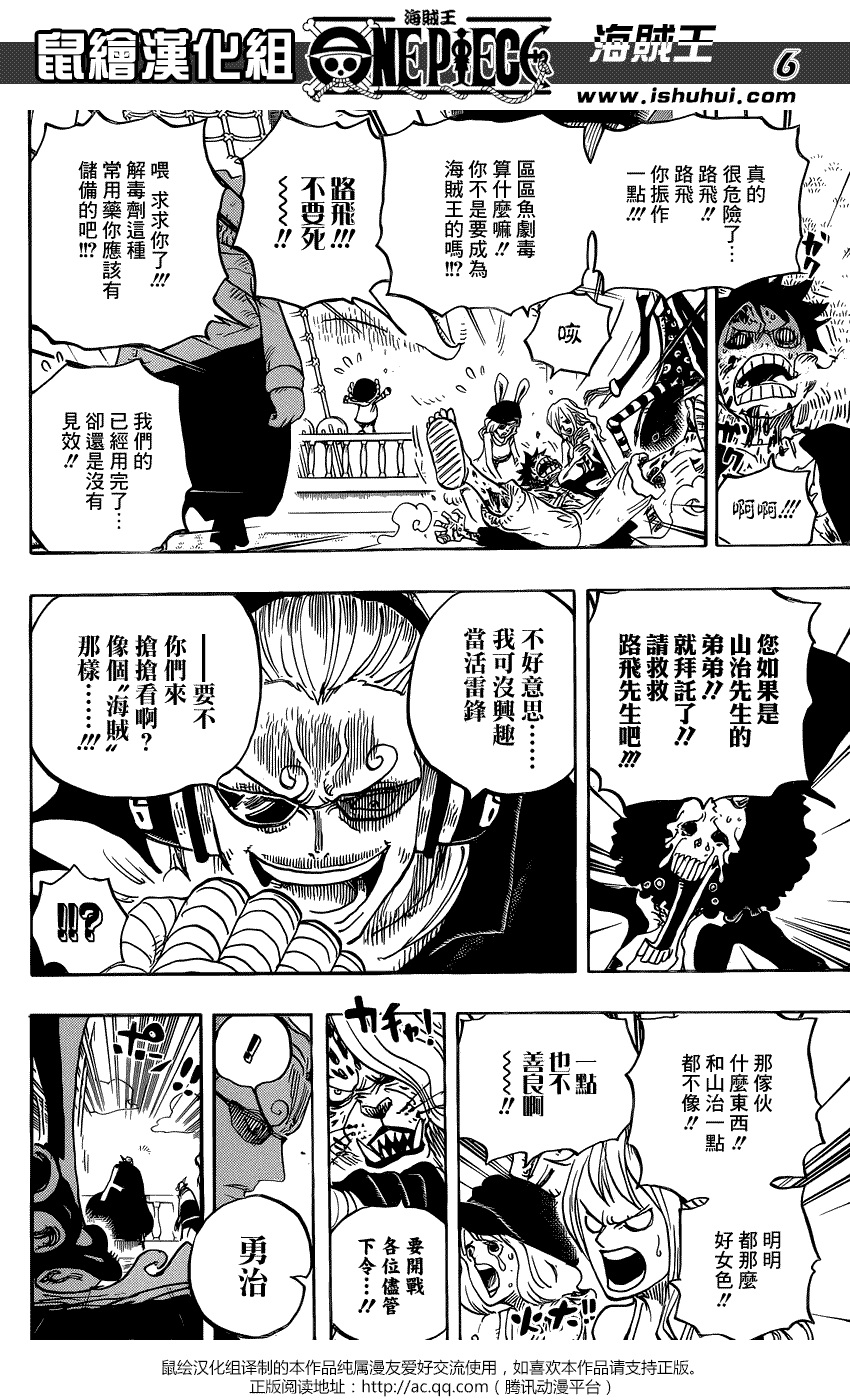 鼠繪漢化組
海賊王
ONE PIECE
海賊王
6
www.ishuhui.com
真的
很危險了…
路飛!!
你振作
一點!!!
區區魚劇毒
算什麼嘛!!
你不是要成為
海賊王的嗎!!?
路飛!!!
不要死
〜〜〜!!
喂 求求你了!!!
解毒劑這種
常用藥你應該有
儲備的吧!!?
咳
啊啊!!!
我們的
已經用完了…
卻還是沒有
見效!!
您如果是
山治先生的
弟弟!!
就拜託了!!
請救救
路飛先生吧!!!
不好意思……
我可沒興趣
當活雷鋒
——要不
你們來
搶搶看啊?
像個"海賊"
那樣……!!!
!!?
那傢伙
什麼東西!!
和山治一點
都不像!!
明明
都那麼
好女色!
一點
也不
善良啊
〜〜〜!!
ガチャ!
要開戰
各位儘管
下令…!!
!
勇治
鼠绘汉化组译制的本作品纯属漫友爱好交流使用，如喜欢本作品请支持正版。
正版阅读地址：http://ac.qq.com（腾讯动漫平台）